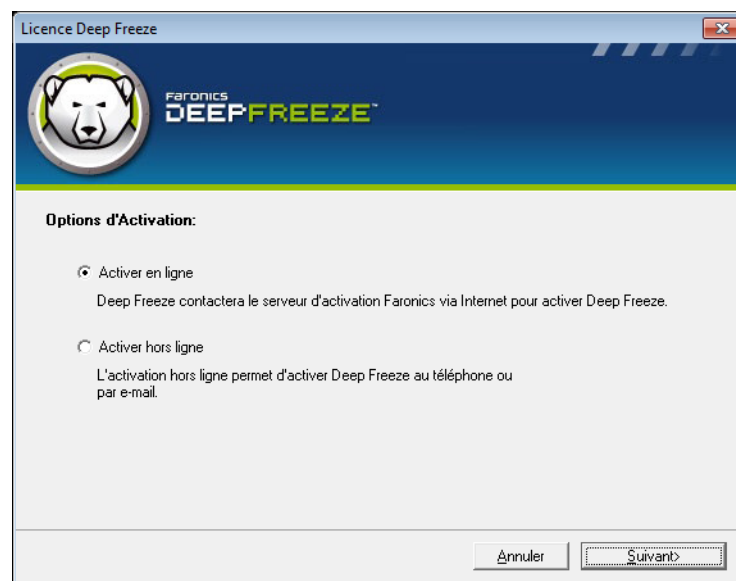 Licence Deep Freeze
Faronics
DEEPFREEZE™
Options d'Activation:
Activer en ligne
Deep Freeze contactera le serveur d'activation Faronics via Internet pour activer Deep Freeze.
Activer hors ligne
L'activation hors ligne permet d'activer Deep Freeze au téléphone ou
par e-mail.
Annuler
Suivant>